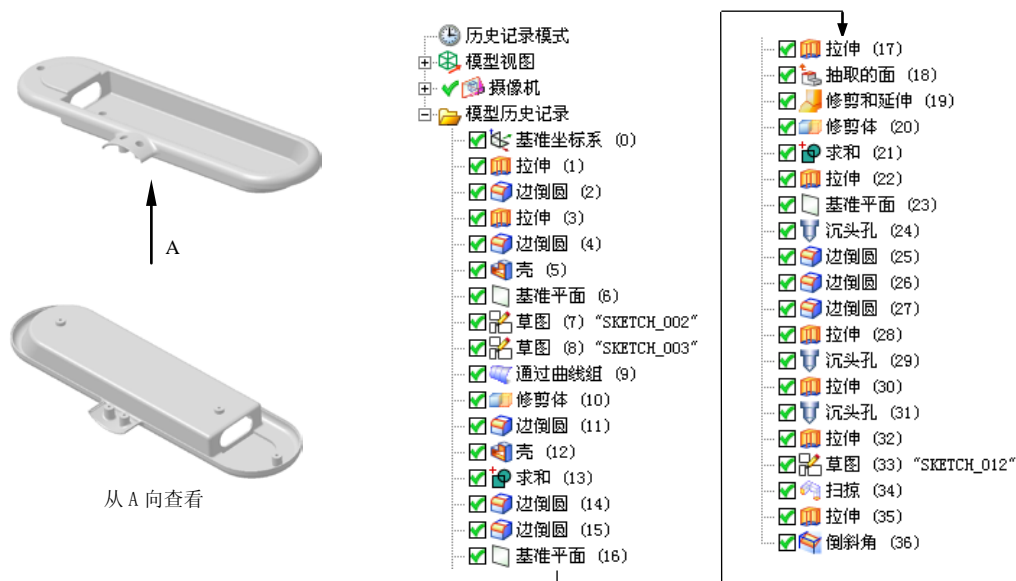 A
从A向查看
历史记录模式
模型视图
摄像机
模型历史记录
基准坐标系 (0)
拉伸 (1)
边倒圆 (2)
拉伸 (3)
边倒圆 (4)
壳 (5)
基准平面 (6)
草图 (7) "SKETCH_002"
草图 (8) "SKETCH_003"
通过曲线组 (9)
修剪体 (10)
边倒圆 (11)
壳 (12)
求和 (13)
边倒圆 (14)
边倒圆 (15)
基准平面 (16)
拉伸 (17)
抽取的面 (18)
修剪和延伸 (19)
修剪体 (20)
求和 (21)
拉伸 (22)
基准平面 (23)
沉头孔 (24)
边倒圆 (25)
边倒圆 (26)
边倒圆 (27)
拉伸 (28)
沉头孔 (29)
拉伸 (30)
沉头孔 (31)
拉伸 (32)
草图 (33) "SKETCH_012"
扫掠 (34)
拉伸 (35)
倒斜角 (36)